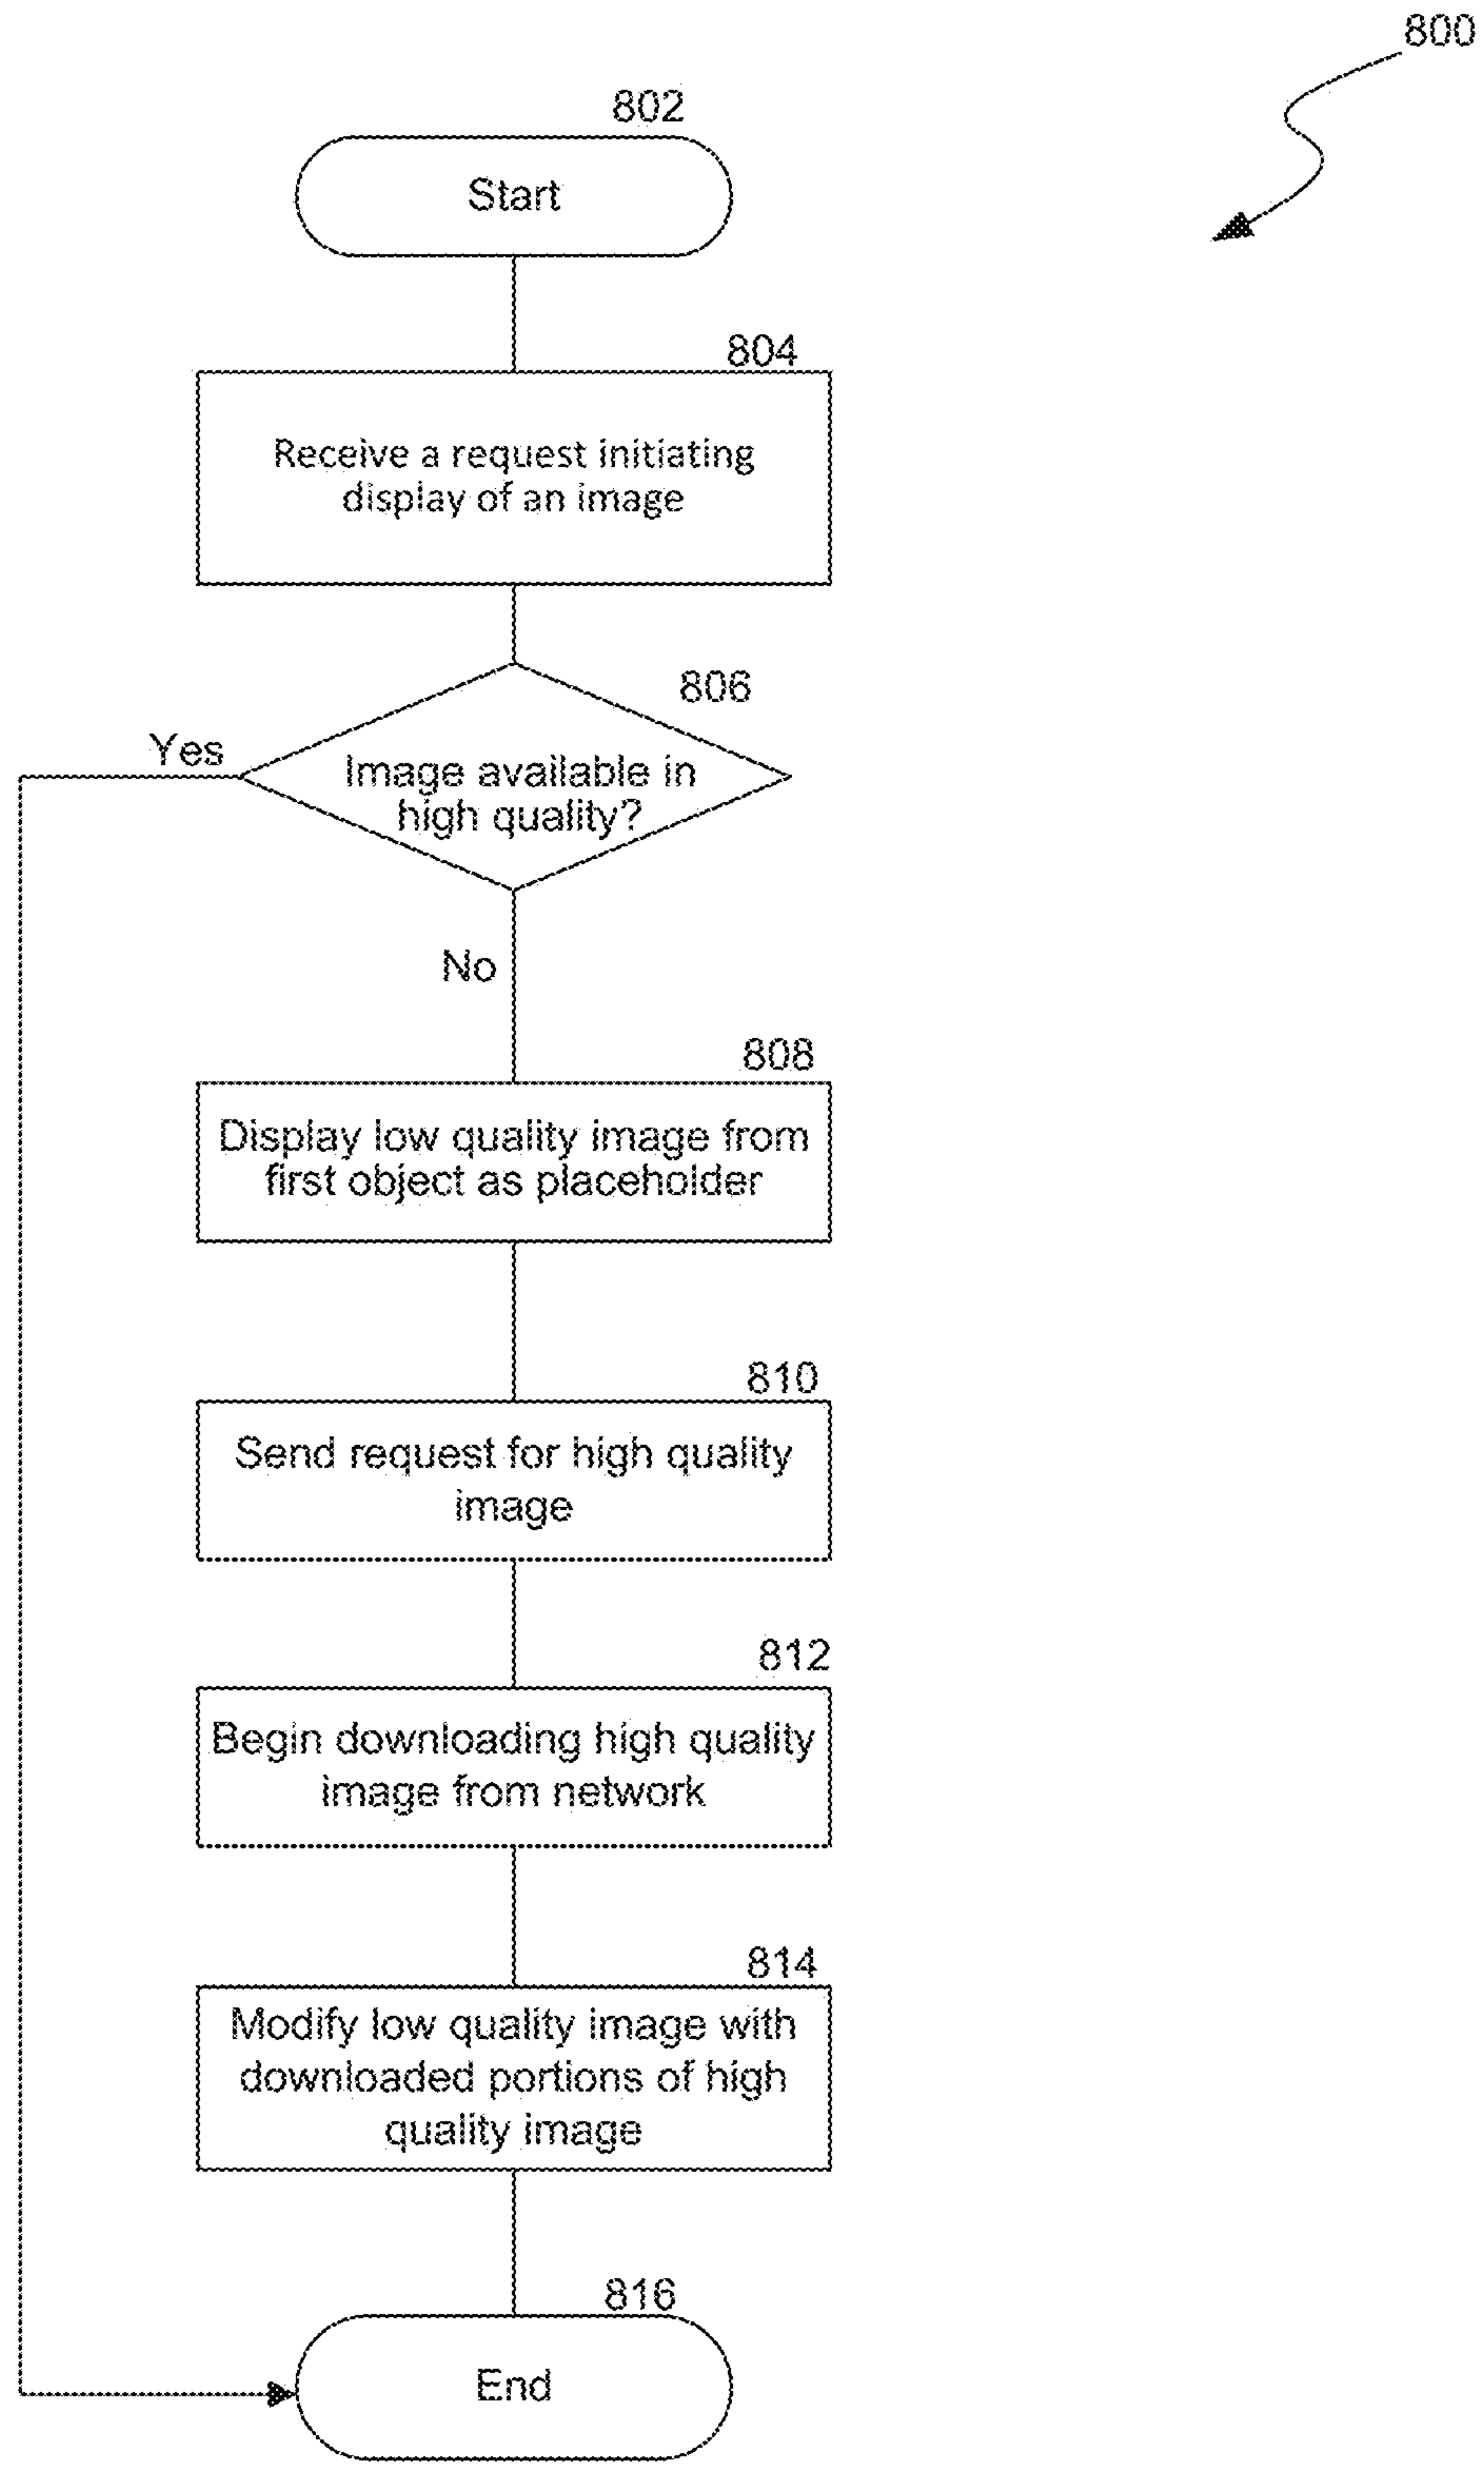 800
802
Start
804
Receive a request initiating
display of an image
806
Yes
Image available in
high quality?
No
808
Display low quality image from
first object as placeholder
810
Send request for high quality
image
812
Begin downloading high quality
image from network
814
Modify low quality image with
downloaded portions of high
quality image
816
End